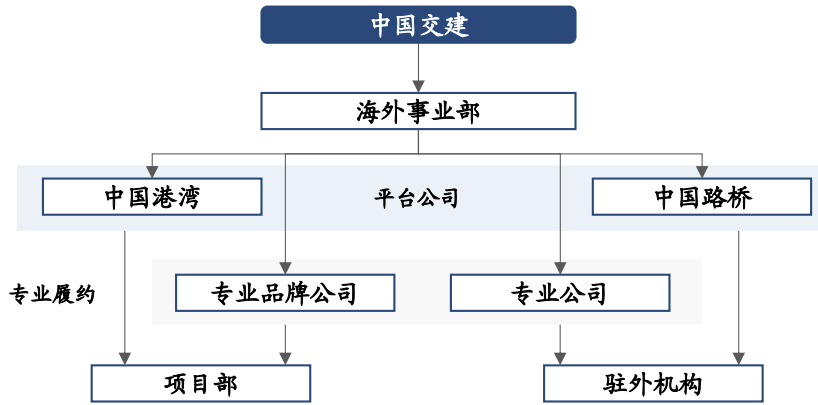 中国交建
海外事业部
中国港湾
平台公司
中国路桥
专业履约
专业品牌公司
专业公司
项目部
驻外机构